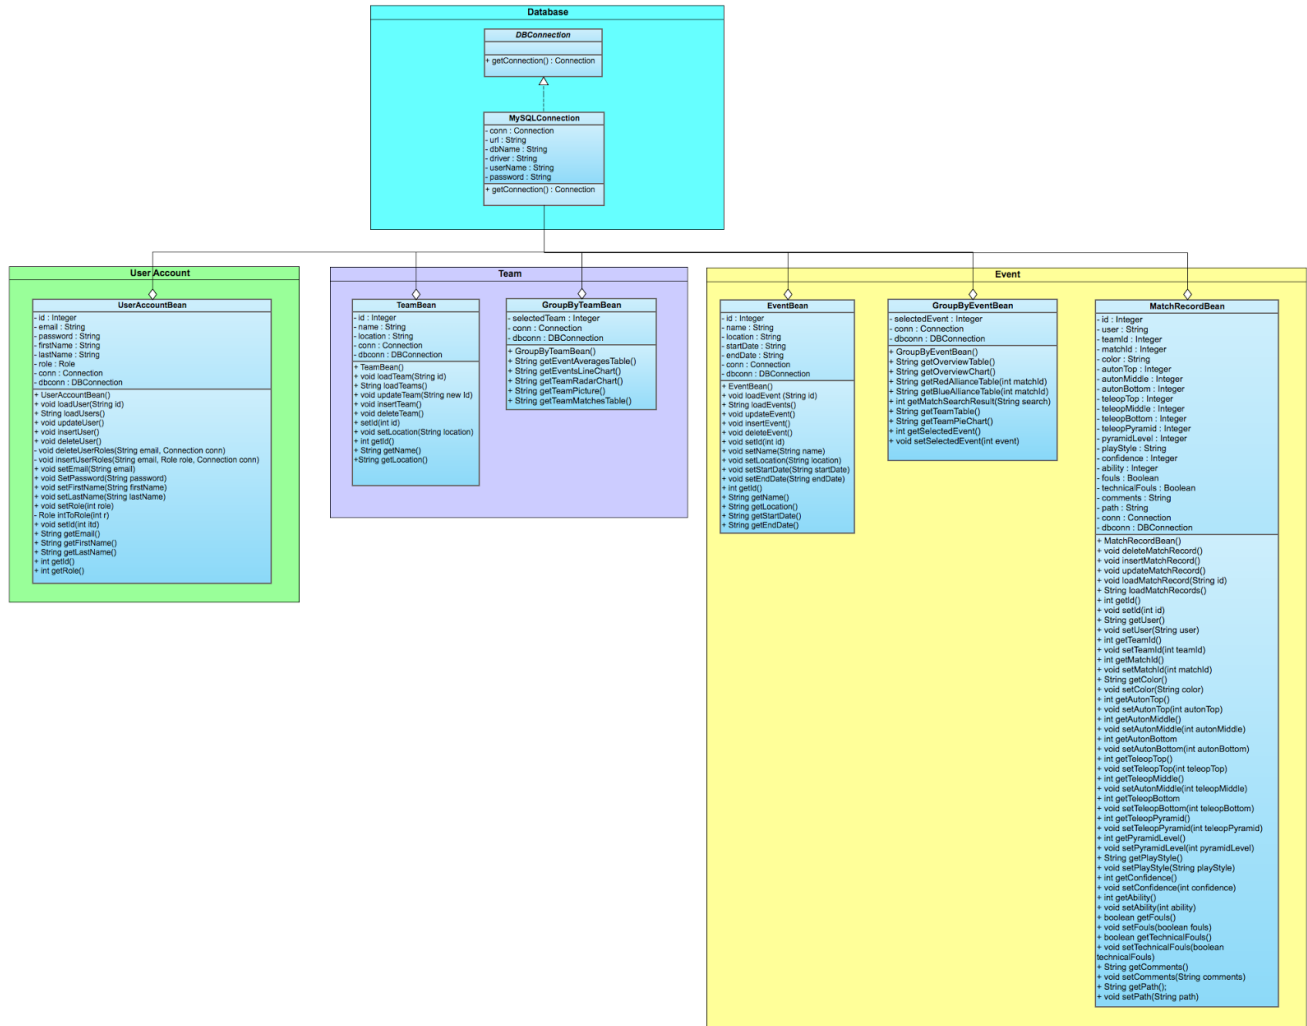 Database
DBConnection
+ getConnection() : Connection
MySQLConnection
- conn : Connection
- url : String
- dbName : String
- driver : String
- userName : String
- password : String
+ getConnection() : Connection
User Account
UserAccountBean
- id : Integer
- email : String
- password : String
- firstName : String
- lastName : String
- role : Role
- conn : Connection
- dbconn : DBConnection
+ UserAccountBean()
+ void loadUser(String id)
+ String loadUsers()
+ void updateUser()
+ void insertUser()
+ void deleteUser()
- void deleteUserRoles(String email, Connection conn)
- void insertUserRoles(String email, Role role, Connection conn)
+ void setEmail(String email)
+ void SetPassword(String password)
+ void setFirstName(String firstName)
+ void setLastName(String lastName)
+ void setRole(int role)
- Role intToRole(int r)
+ void setId(int itd)
+ String getEmail()
+ String getFirstName()
+ String getLastName()
+ int getId()
+ int getRole()
Team
TeamBean
- id : Integer
- name : String
- location : String
- conn : Connection
- dbconn : DBConnection
+ TeamBean()
+ void loadTeam(String id)
+ String loadTeams()
+ void updateTeam(String new Id)
+ void insertTeam()
+ void deleteTeam()
+ setId(int id)
+ void setLocation(String location)
+ int getId()
+ String getName()
+String getLocation()
GroupByTeamBean
- selectedTeam : Integer
- conn : Connection
- dbconn : DBConnection
+ GroupByTeamBean()
+ String getEventAveragesTable()
+ String getEventsLineChart()
+ String getTeamRadarChart()
+ String getTeamPicture()
+ String getTeamMatchesTable()
Event
EventBean
- id : Integer
- name : String
- location : String
- startDate : String
- endDate : String
- conn : Connection
- dbconn : DBConnection
+ EventBean()
+ void loadEvent (String id)
+ String loadEvents()
+ void updateEvent()
+ void insertEvent()
+ void deleteEvent()
+ void setId(int id)
+ void setName(String name)
+ void setLocation(String location)
+ void setStartDate(String startDate)
+ void setEndDate(String endDate)
+ int getId()
+ String getName()
+ String getLocation()
+ String getStartDate()
+ String getEndDate()
GroupByEventBean
- selectedEvent : Integer
- conn : Connection
- dbconn : DBConnection
+ GroupByEventBean()
+ String getOverviewTable()
+ String getOverviewChart()
+ String getRedAllianceTable(int matchId)
+ String getBlueAllianceTable(int matchId)
+ int getMatchSearchResult(String search)
+ String getTeamTable()
+ String getTeamPieChart()
+ int getSelectedEvent()
+ void setSelectedEvent(int event)
MatchRecordBean
- id : Integer
- user : String
- teamId : Integer
- matchId : Integer
- color : String
- autonTop : Integer
- autonMiddle : Integer
- autonBottom : Integer
- teleopTop : Integer
- teleopMiddle : Integer
- teleopBottom : Integer
- teleopPyramid : Integer
- pyramidLevel : Integer
- playStyle : String
- confidence : Integer
- ability : Integer
- fouls : Boolean
- technicalFouls : Boolean
- comments : String
- path : String
- conn : Connection
- dbconn : DBConnection
+ MatchRecordBean()
+ void deleteMatchRecord()
+ void insertMatchRecord()
+ void updateMatchRecord()
+ void loadMatchRecord(String id)
+ String loadMatchRecords()
+ int getId()
+ void setId(int id)
+ String getUser()
+ void setUser(String user)
+ int getTeamId()
+ void setTeamId(int teamId)
+ int getMatchId()
+ void setMatchId(int matchId)
+ String getColor()
+ void setColor(String color)
+ int getAutonTop()
+ void setAutonTop(int autonTop)
+ int getAutonMiddle()
+ void setAutonMiddle(int autonMiddle)
+ int getAutonBottom
+ void setAutonBottom(int autonBottom)
+ int getTeleopTop()
+ void setTeleopTop(int teleopTop)
+ int getTeleopMiddle()
+ void setAutonMiddle(int teleopMiddle)
+ int getTeleopBottom
+ void setTeleopBottom(int teleopBottom)
+ int getTeleopPyramid()
+ void setTeleopPyramid(int teleopPyramid)
+ int getPyramidLevel()
+ void setPyramidLevel(int pyramidLevel)
+ String getPlayStyle()
+ void setPlayStyle(String playStyle)
+ int getConfidence()
+ void setConfidence(int confidence)
+ int getAbility()
+ void setAbility(int ability)
+ boolean getFouls()
+ void setFouls(boolean fouls)
+ boolean getTechnicalFouls()
+ void setTechnicalFouls(boolean
technicalFouls)
+ String getComments()
+ void setComments(String comments)
+ String getPath();
+ void setPath(String path)